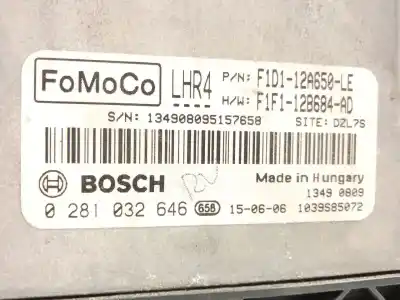 FoMoCo LHR4 P/N: F1D1-12A650-LE
H/W: F1F1-12B684-AD
S/N: 134908095157658 SITE: DZL7S
BOSCH Made in Hungary
1349 0809
0 281 032 646 658 15-06-06 1039S85072